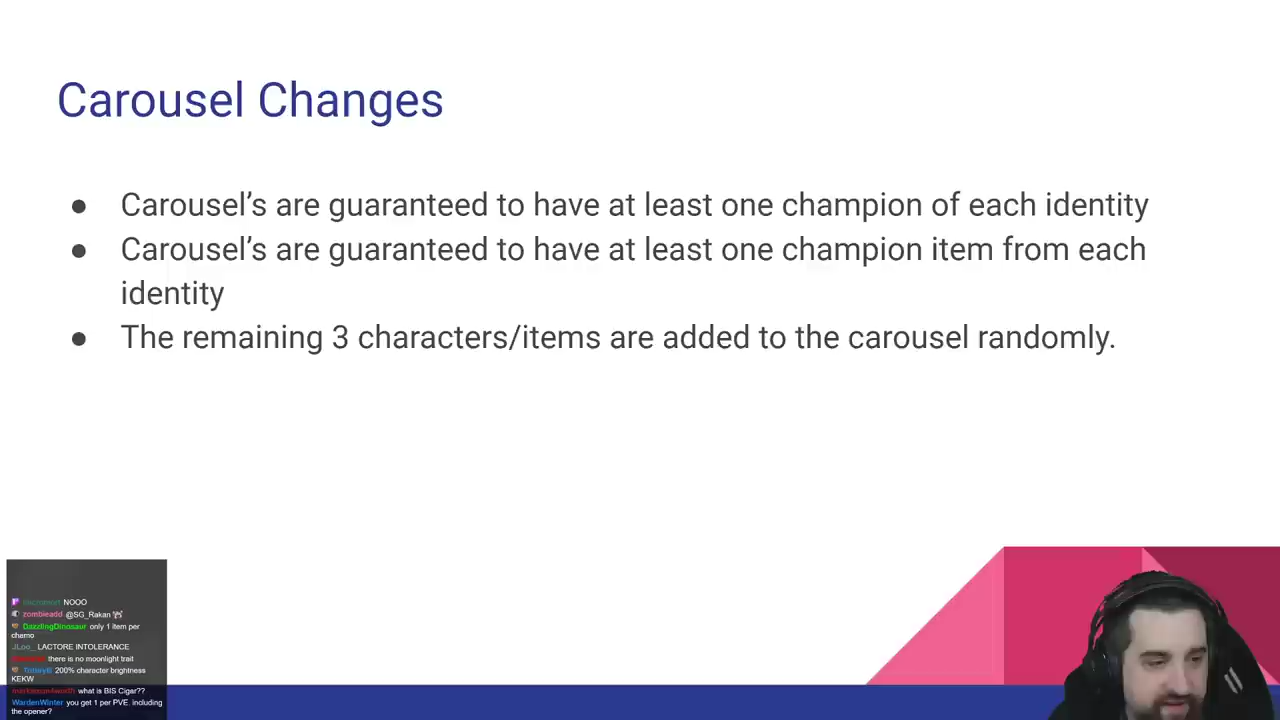 Carousel Changes
● Carousel’s are guaranteed to have at least one champion of each identity
● Carousel’s are guaranteed to have at least one champion item from each
identity
● The remaining 3 characters/items are added to the carousel randomly.
NOOO
zombieadd @SG_Rakan
DazzlingDinosaur only 1 item per
chemo
JLoo_ LACTORE INTOLERANCE
there is no moonlight trait
200% character brightness
KEKW
what is BIS Cigar??
WardenWinter you get 1 per PVE. including
the opener?